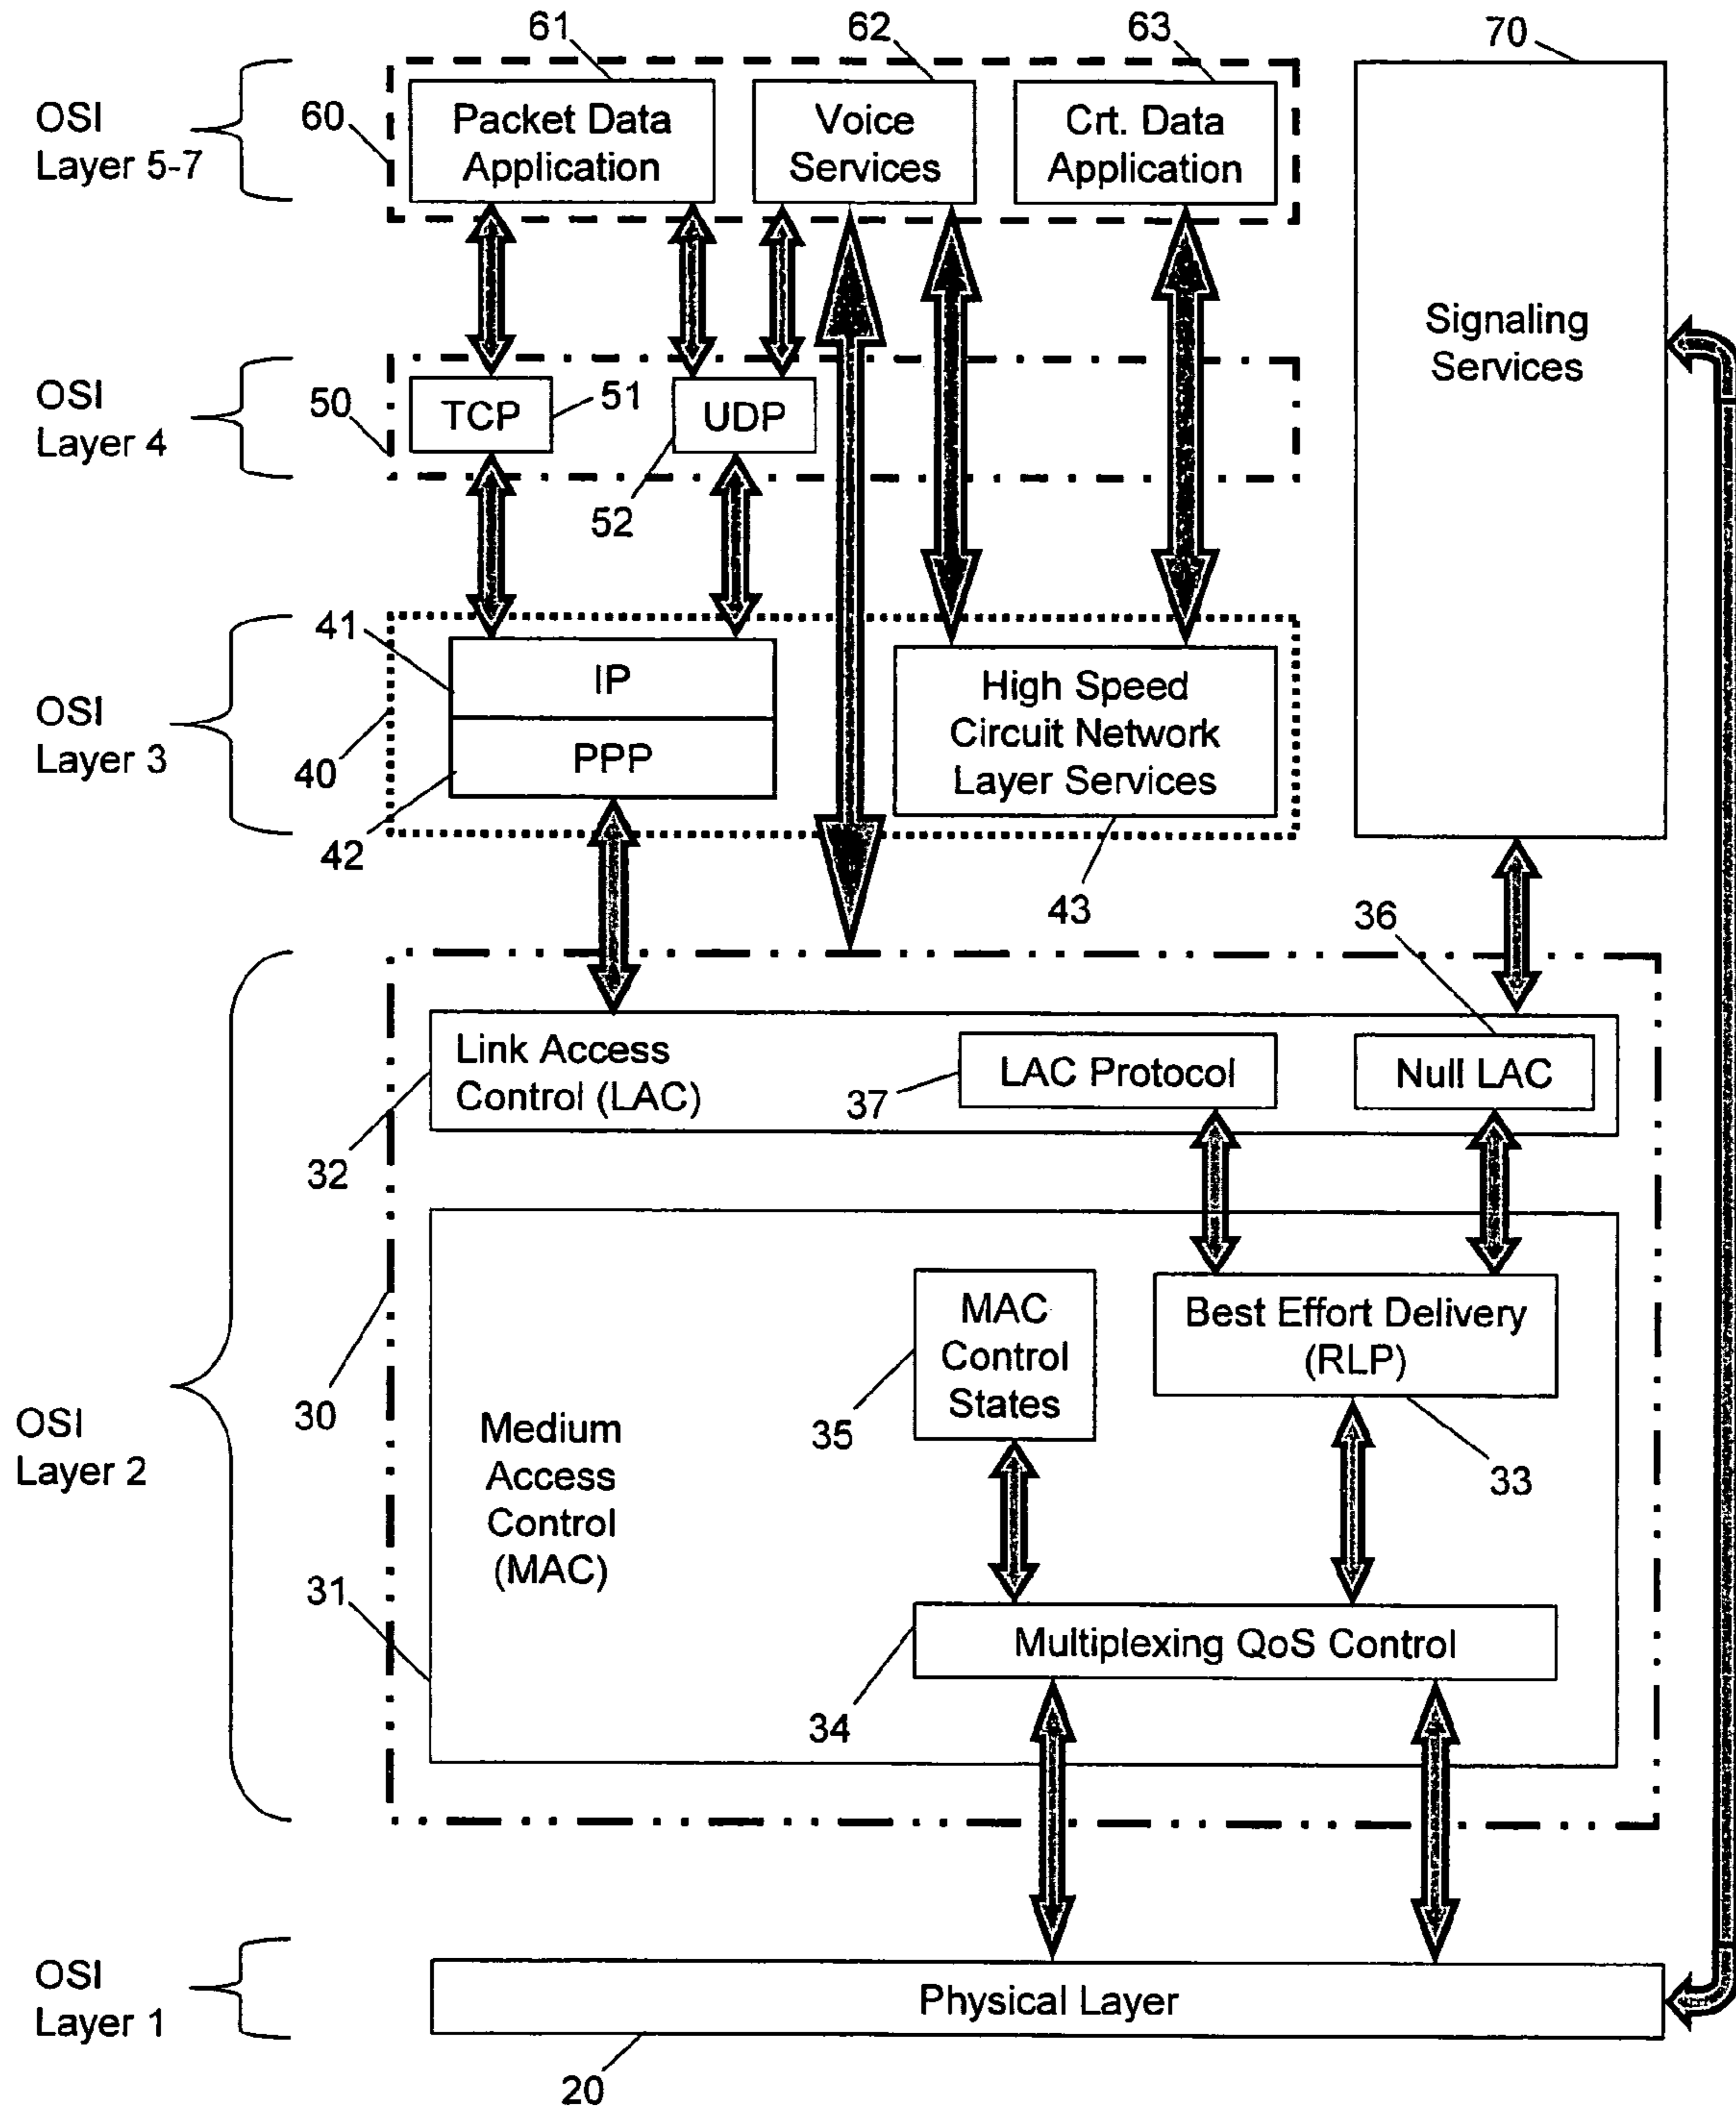 61
62
63
70
OSI
Layer 5-7
60
Packet Data
Application
Voice
Services
Crt. Data
Application
Signaling
Services
OSI
Layer 4
50
TCP
51
UDP
52
OSI
Layer 3
41
40
42
IP
PPP
High Speed
Circuit Network
Layer Services
43
36
OSI
Layer 2
Link Access
Control (LAC)
37
LAC Protocol
Null LAC
32
30
MAC
Control
States
35
Best Effort Delivery
(RLP)
33
Medium
Access
Control
(MAC)
31
Multiplexing QoS Control
34
OSI
Layer 1
Physical Layer
20